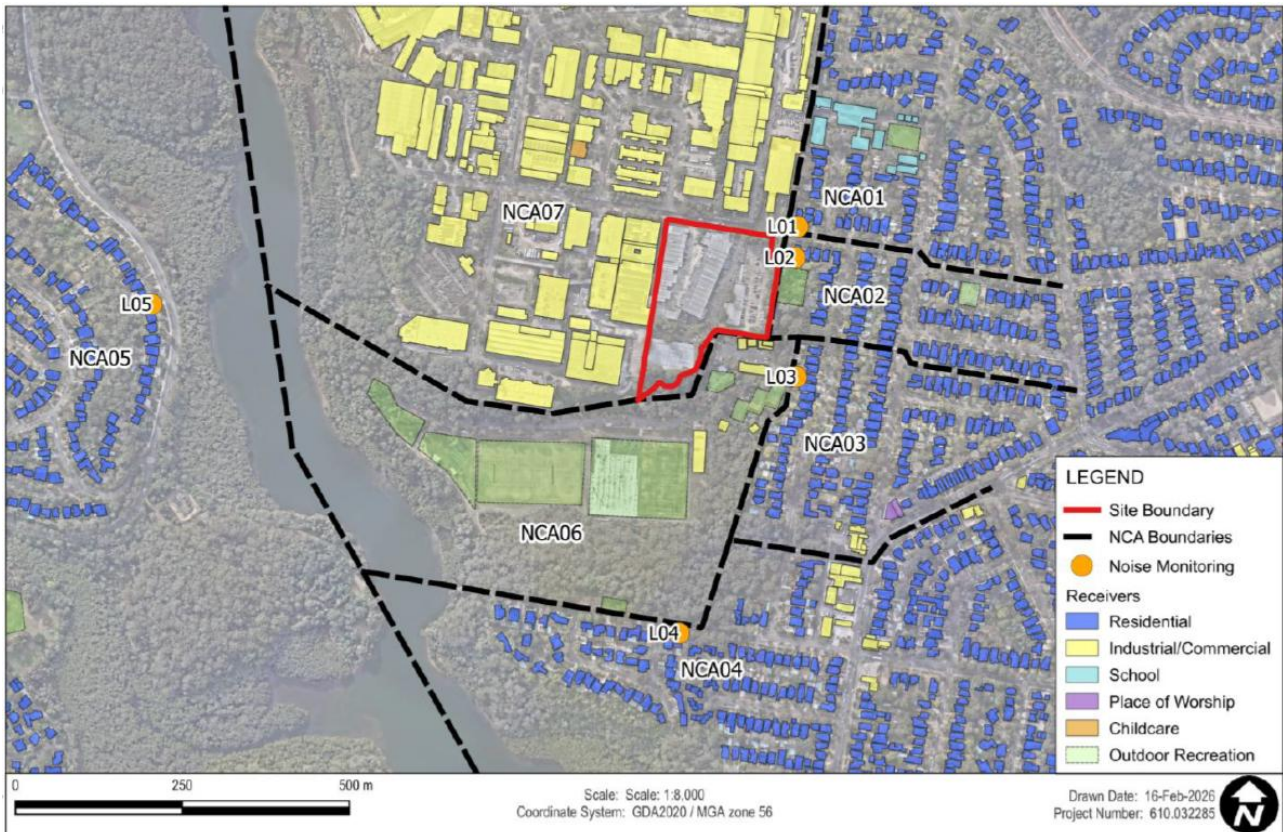 NCA01
NCA07
L01
L02
NCA02
L05
NCA05
L03
NCA03
NCA06
L04
NCA04
LEGEND
Site Boundary
NCA Boundaries
Noise Monitoring
Receivers
Residential
Industrial/Commercial
School
Place of Worship
Childcare
Outdoor Recreation
0 250 500 m
Scale: Scale: 1:8,000
Coordinate System: GDA2020 / MGA zone 56
Drawn Date: 16-Feb-2026
Project Number: 610.032285
N